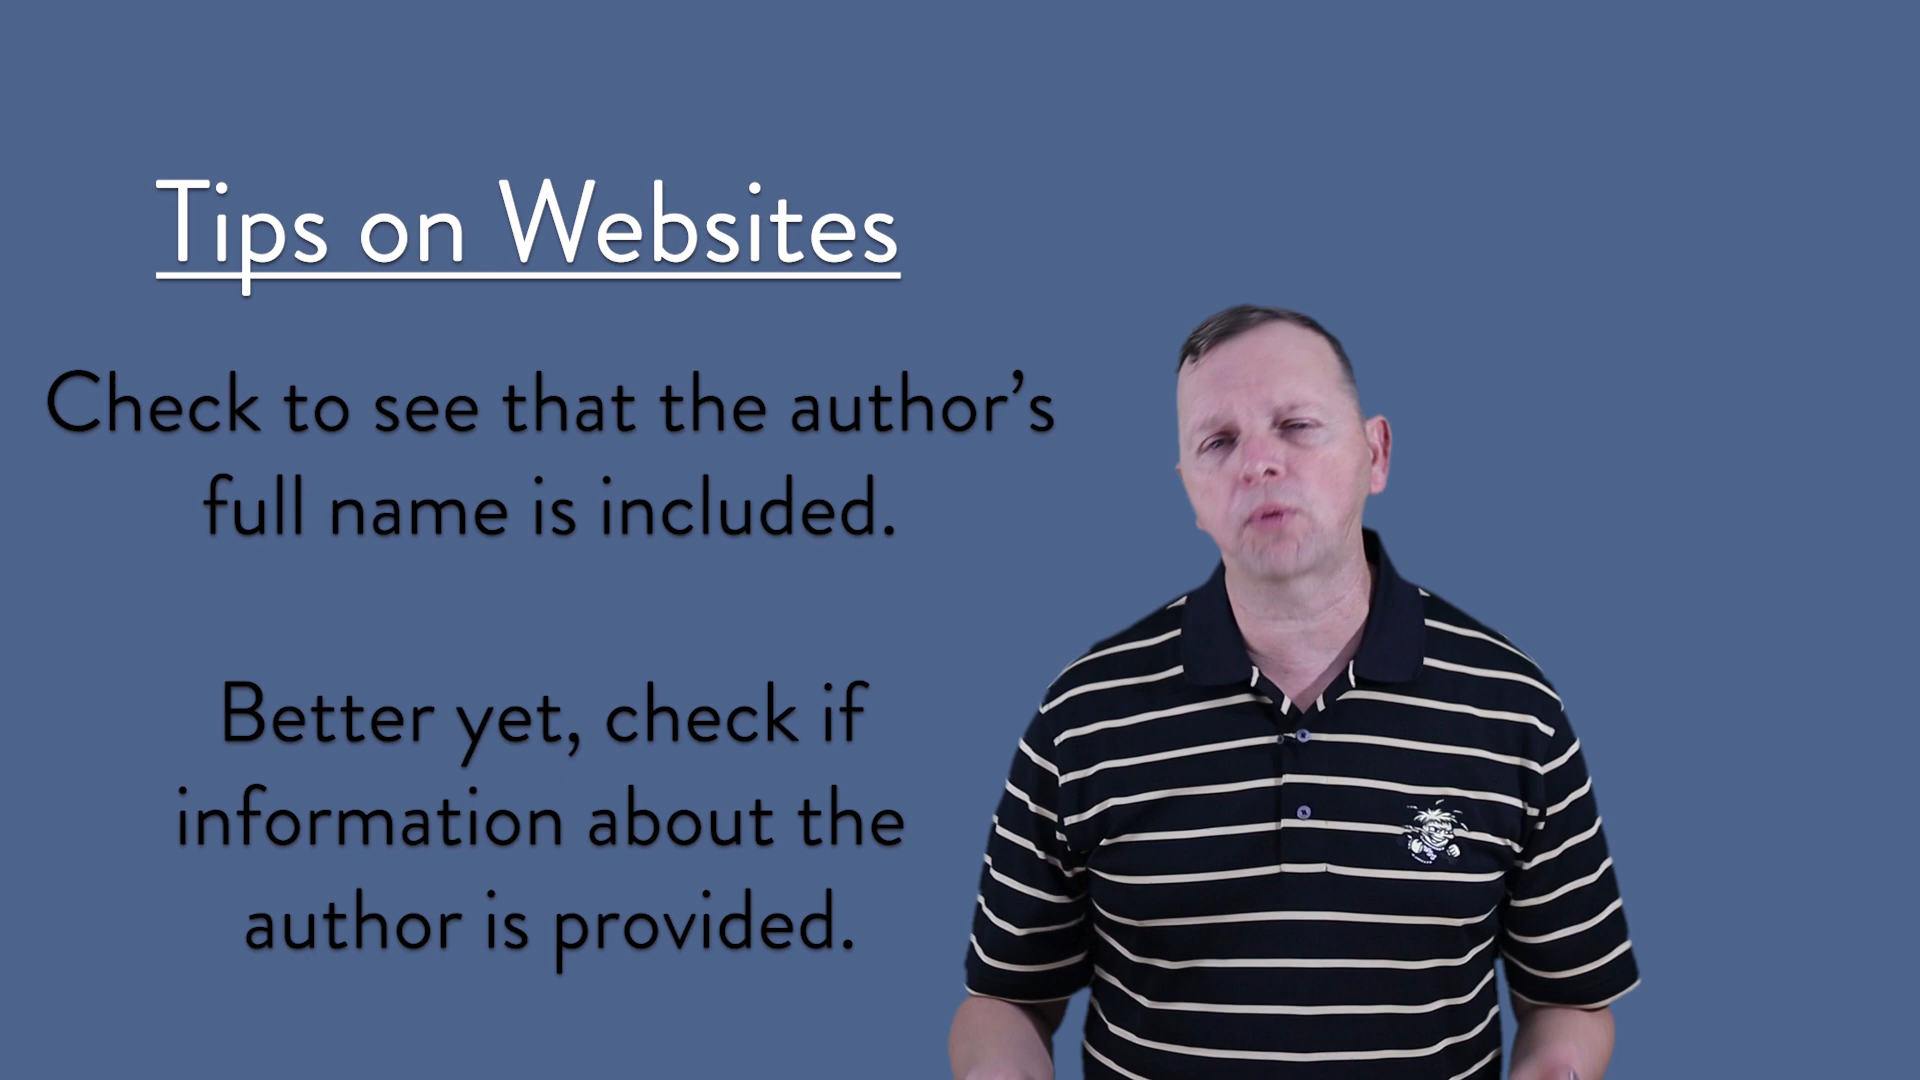 Tips on Websites
Check to see that the author's
full name is included.
Better yet, check if
information about the
author is provided.